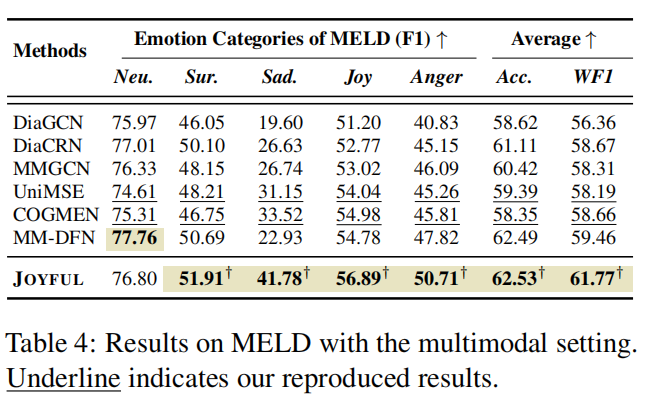 Methods Emotion Categories of MELD (F1) ↑ Average ↑
Neu. Sur. Sad. Joy Anger Acc. WF1
DiaGCN 75.97 46.05 19.60 51.20 40.83 58.62 56.36
DiaCRN 77.01 50.10 26.63 52.77 45.15 61.11 58.67
MMGCN 76.33 48.15 26.74 53.02 46.09 60.42 58.31
UniMSE 74.61 48.21 31.15 54.04 45.26 59.39 58.19
COGMEN 75.31 46.75 33.52 54.98 45.81 58.35 58.66
MM-DFN 77.76 50.69 22.93 54.78 47.82 62.49 59.46
JOYFUL 76.80 51.91† 41.78† 56.89† 50.71† 62.53† 61.77†
Table 4: Results on MELD with the multimodal setting.
Underline indicates our reproduced results.